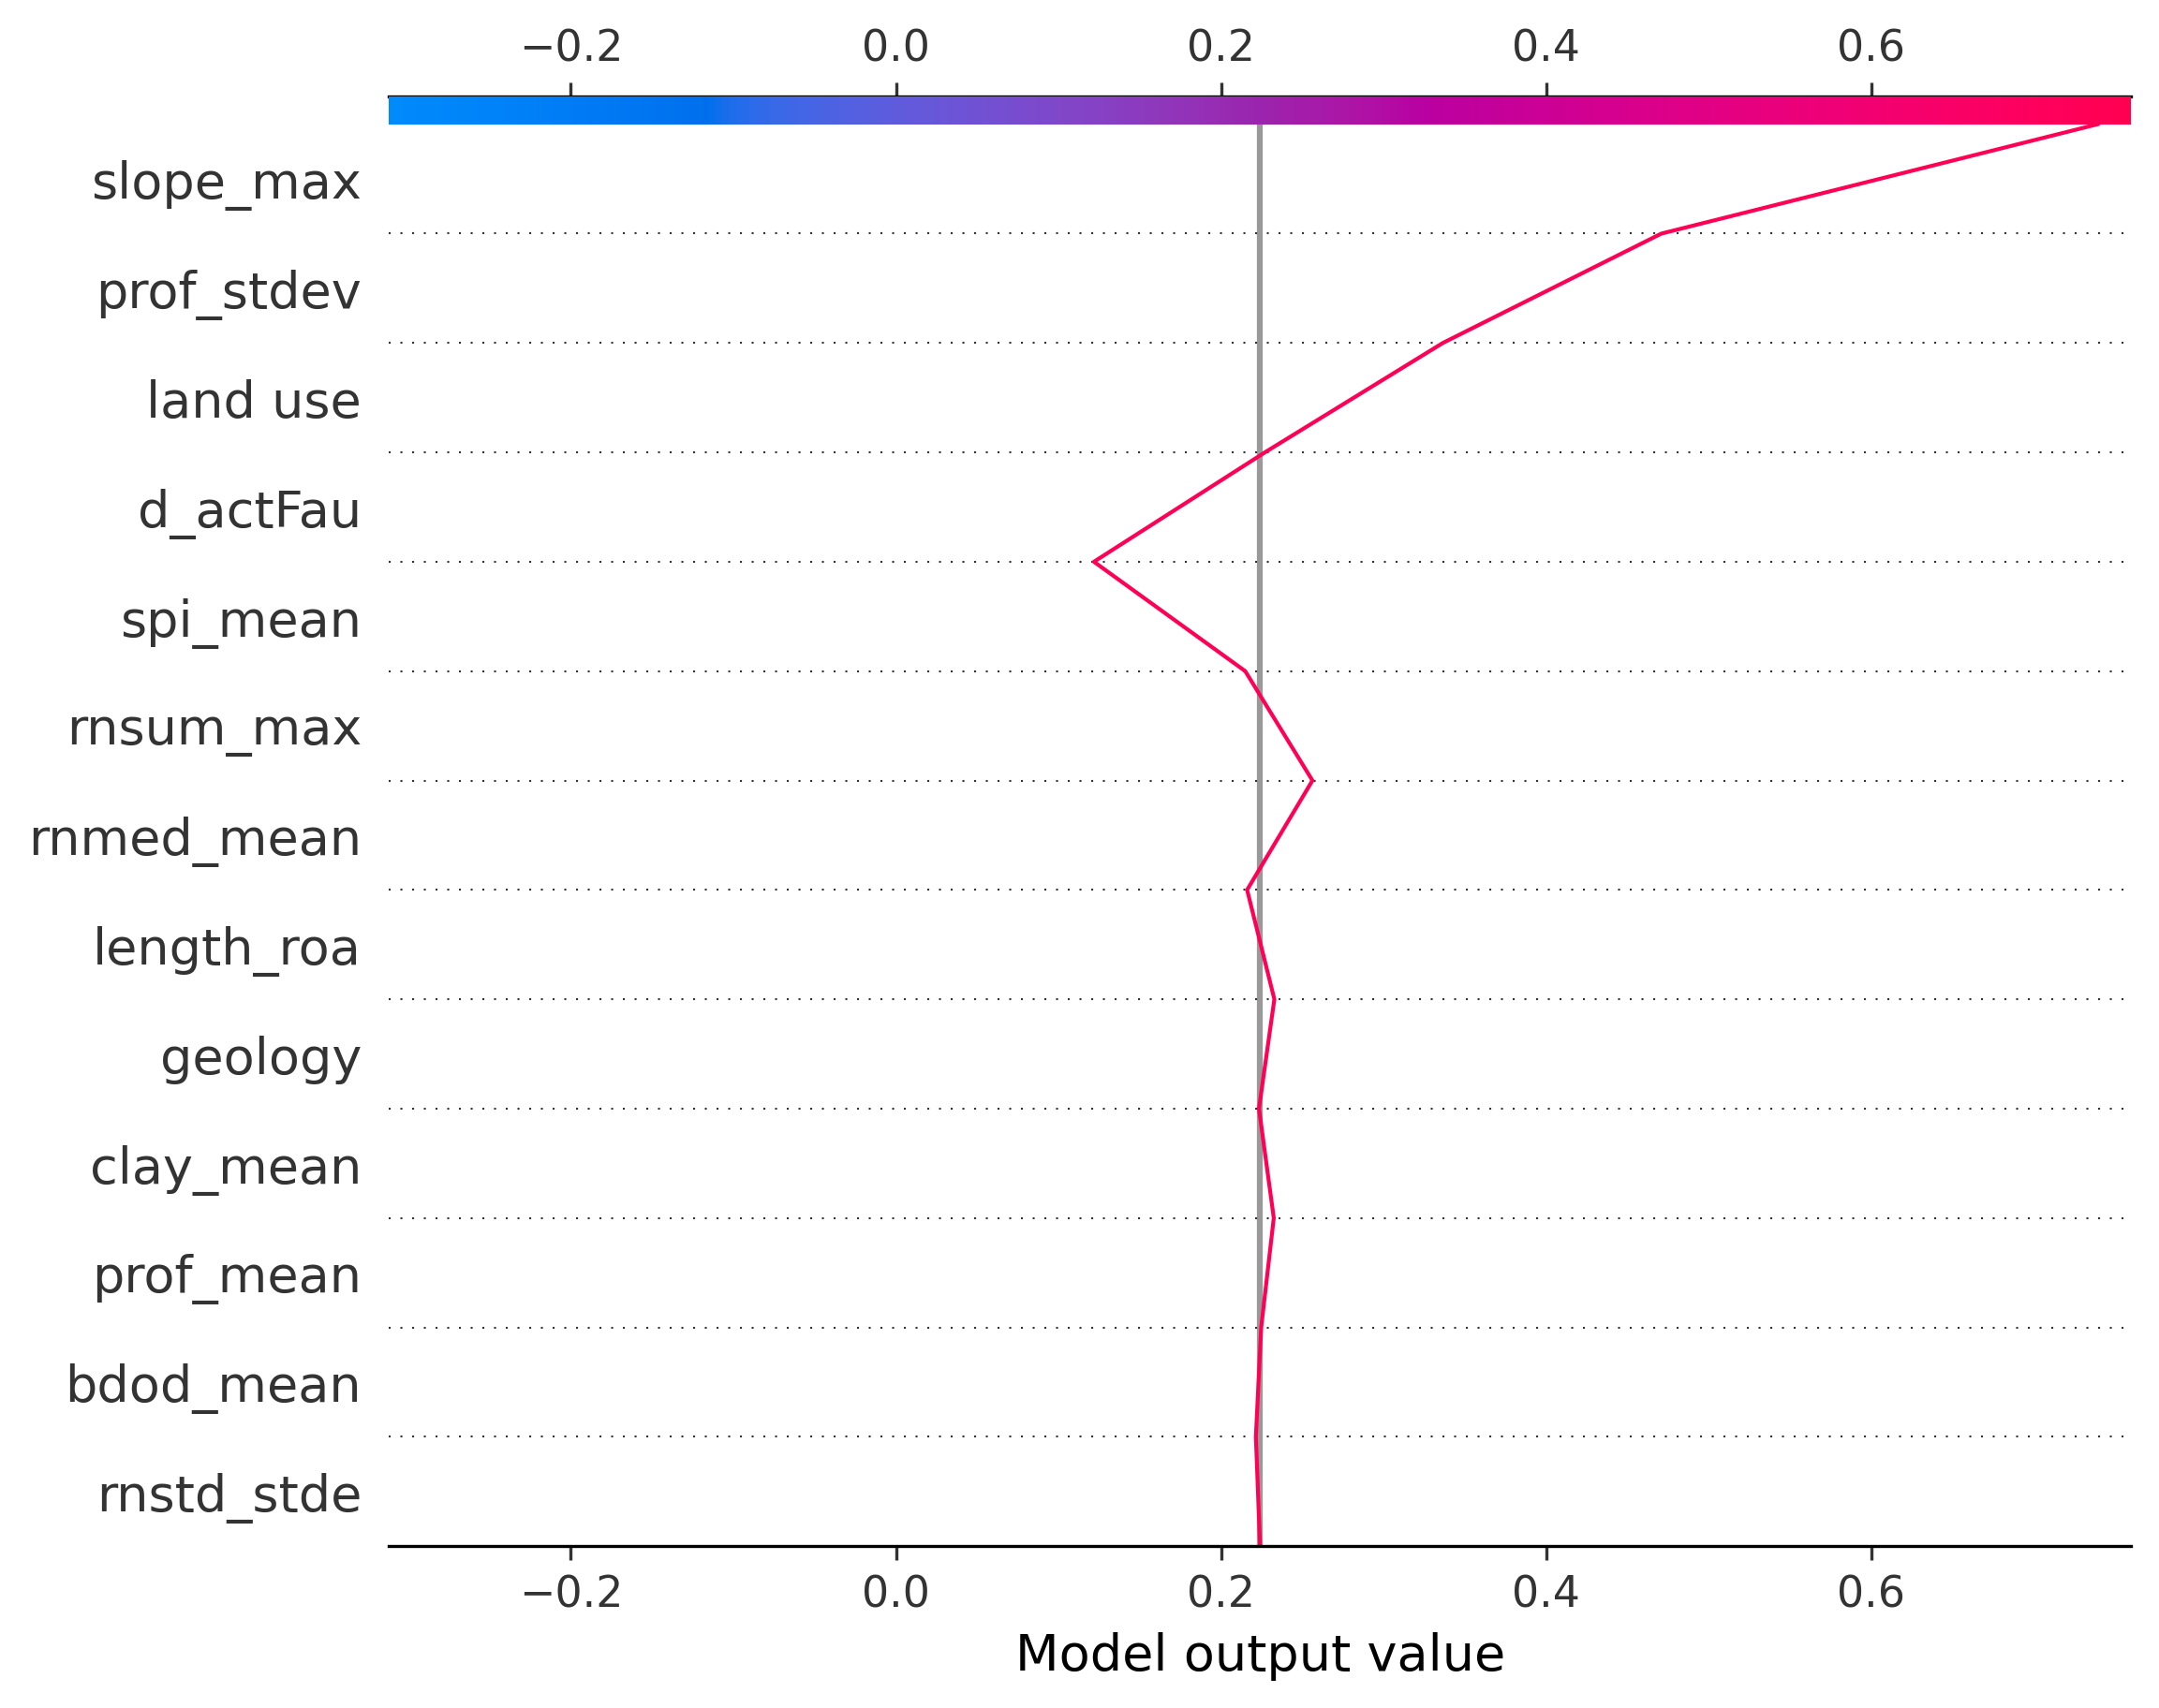 −0.2 0.0 0.2 0.4 0.6
slope_max
prof_stdev
land use
d_actFau
spi_mean
rnsum_max
rnmed_mean
length_roa
geology
clay_mean
prof_mean
bdod_mean
rnstd_stde
−0.2 0.0 0.2 0.4 0.6
Model output value